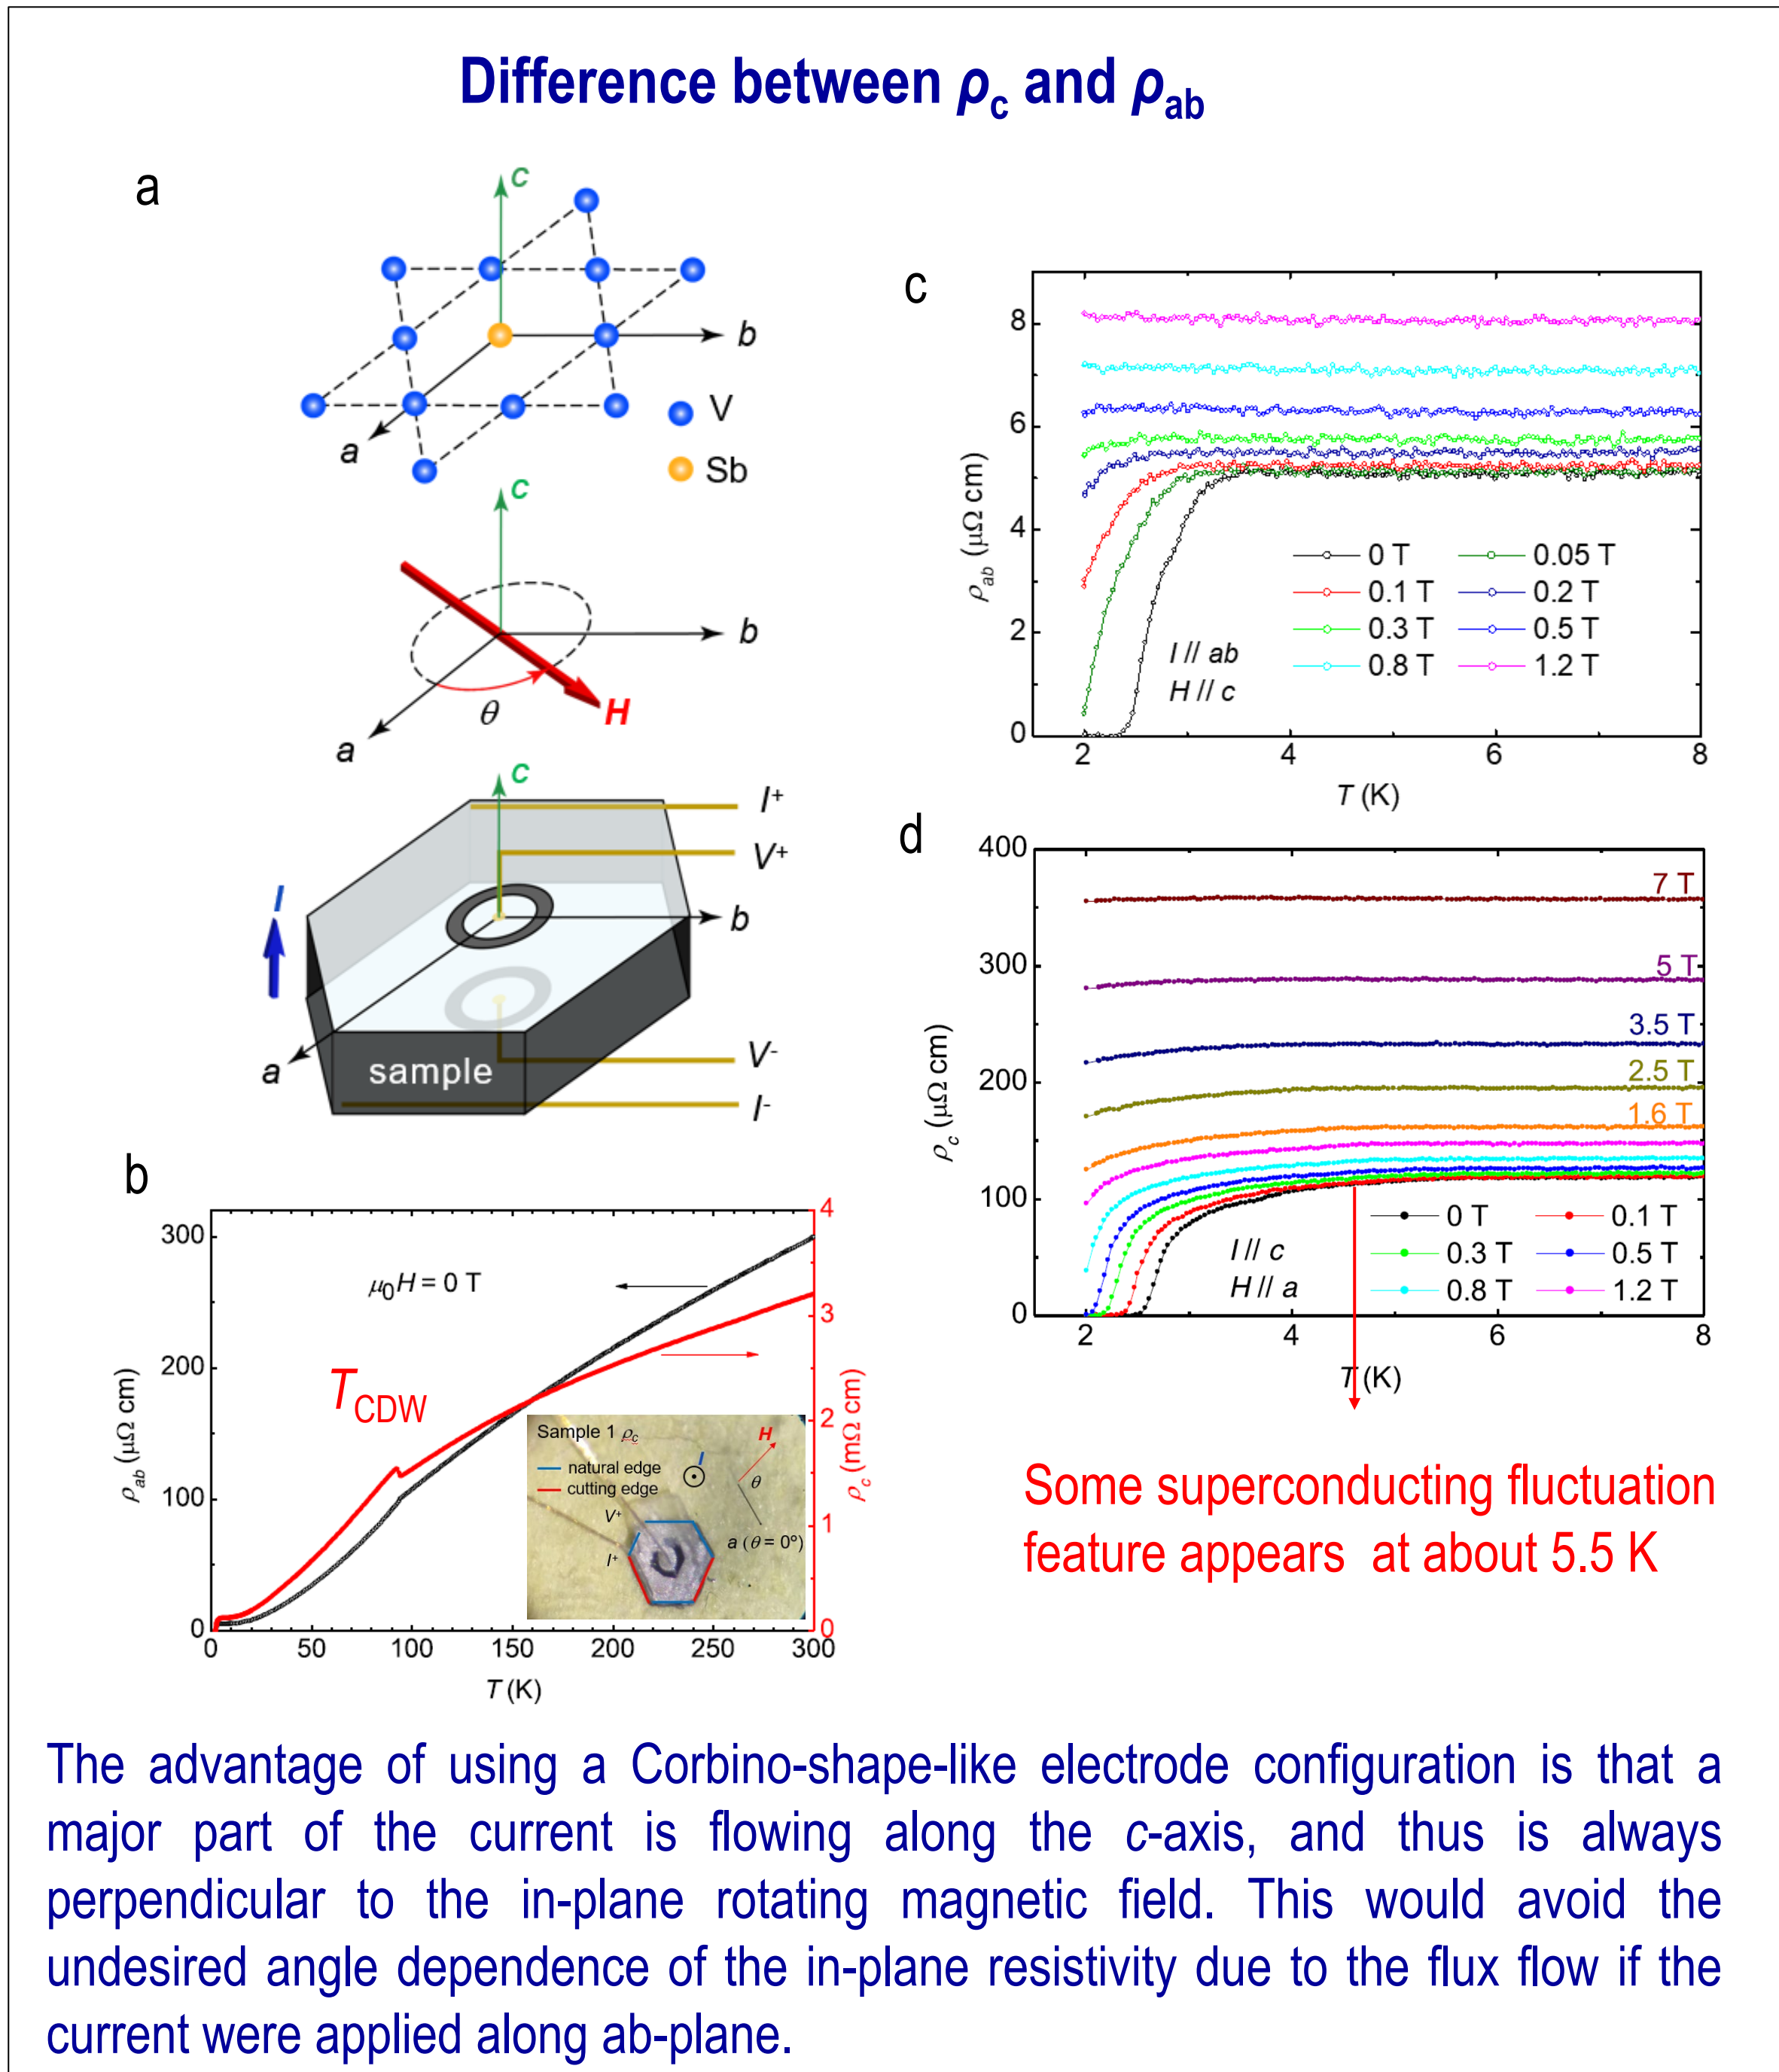 Difference between ρc and ρab
a
c
b
a
V
Sb
c
b
a
θ
H
c
I+
V+
I
b
a
sample
V-
I-
b
300
200
100
0
ρab (μΩ cm)
μ0H = 0 T
TCDW
4
3
2
1
0
ρc (mΩ cm)
Sample 1 ρc
natural edge
cutting edge
V+
I+
I
H
θ
a ( θ = 0°)
0 50 100 150 200 250 300
T (K)
c
8
6
4
2
0
ρab (μΩ cm)
0 T 0.05 T
0.1 T 0.2 T
0.3 T 0.5 T
0.8 T 1.2 T
I // ab
H // c
2 4 6 8
T (K)
d
400
300
200
100
0
ρc (μΩ cm)
7 T
5 T
3.5 T
2.5 T
1.6 T
0 T 0.1 T
0.3 T 0.5 T
0.8 T 1.2 T
I // c
H // a
2 4 6 8
T (K)
Some superconducting fluctuation
feature appears at about 5.5 K
The advantage of using a Corbino-shape-like electrode configuration is that a
major part of the current is flowing along the c-axis, and thus is always
perpendicular to the in-plane rotating magnetic field. This would avoid the
undesired angle dependence of the in-plane resistivity due to the flux flow if the
current were applied along ab-plane.